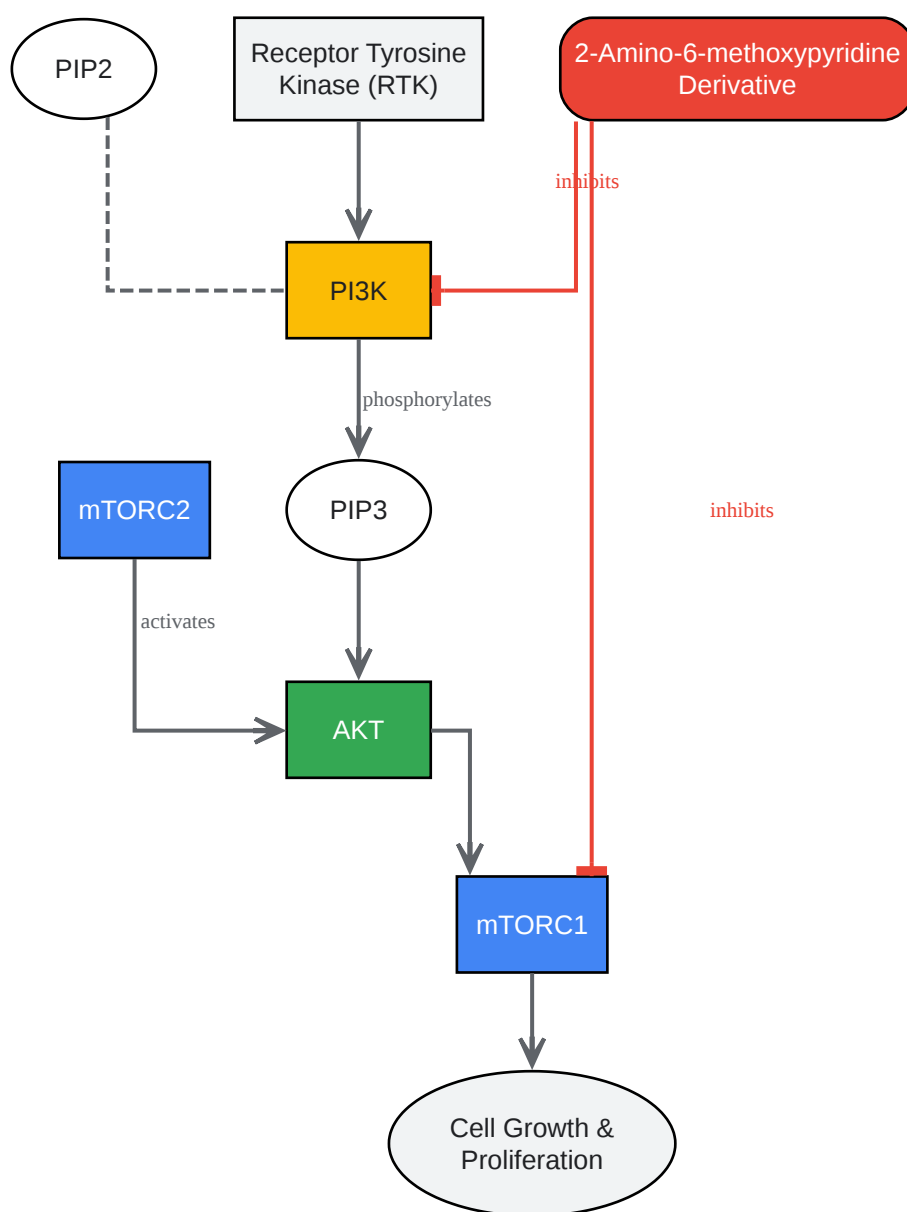 PIP2
Receptor Tyrosine
Kinase (RTK)
2-Amino-6-methoxypyridine
Derivative
inhibits
PI3K
phosphorylates
mTORC2
PIP3
inhibits
activates
AKT
mTORC1
Cell Growth &
Proliferation